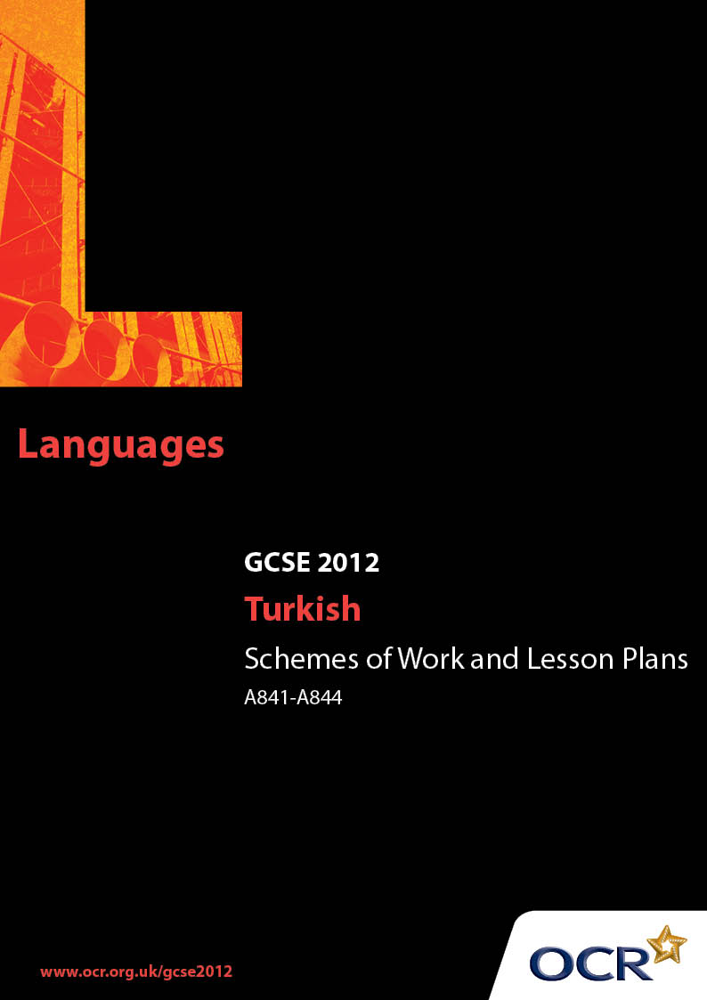 Languages
GCSE 2012
Turkish
Schemes of Work and Lesson Plans
A841-A844
www.ocr.org.uk/gcse2012
OCR